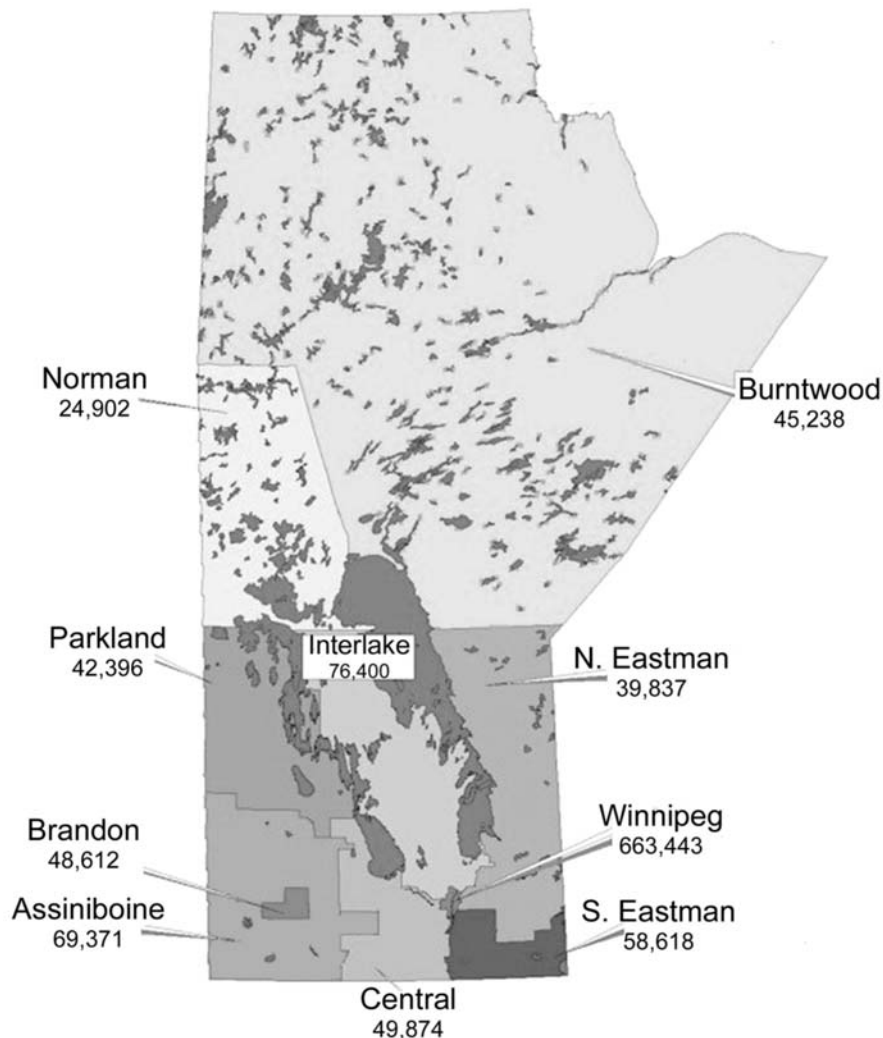 Norman
24,902
Burntwood
45,238
Parkland
42,396
Interlake
76,400
N. Eastman
39,837
Brandon
48,612
Winnipeg
663,443
Assiniboine
69,371
S. Eastman
58,618
Central
49,874